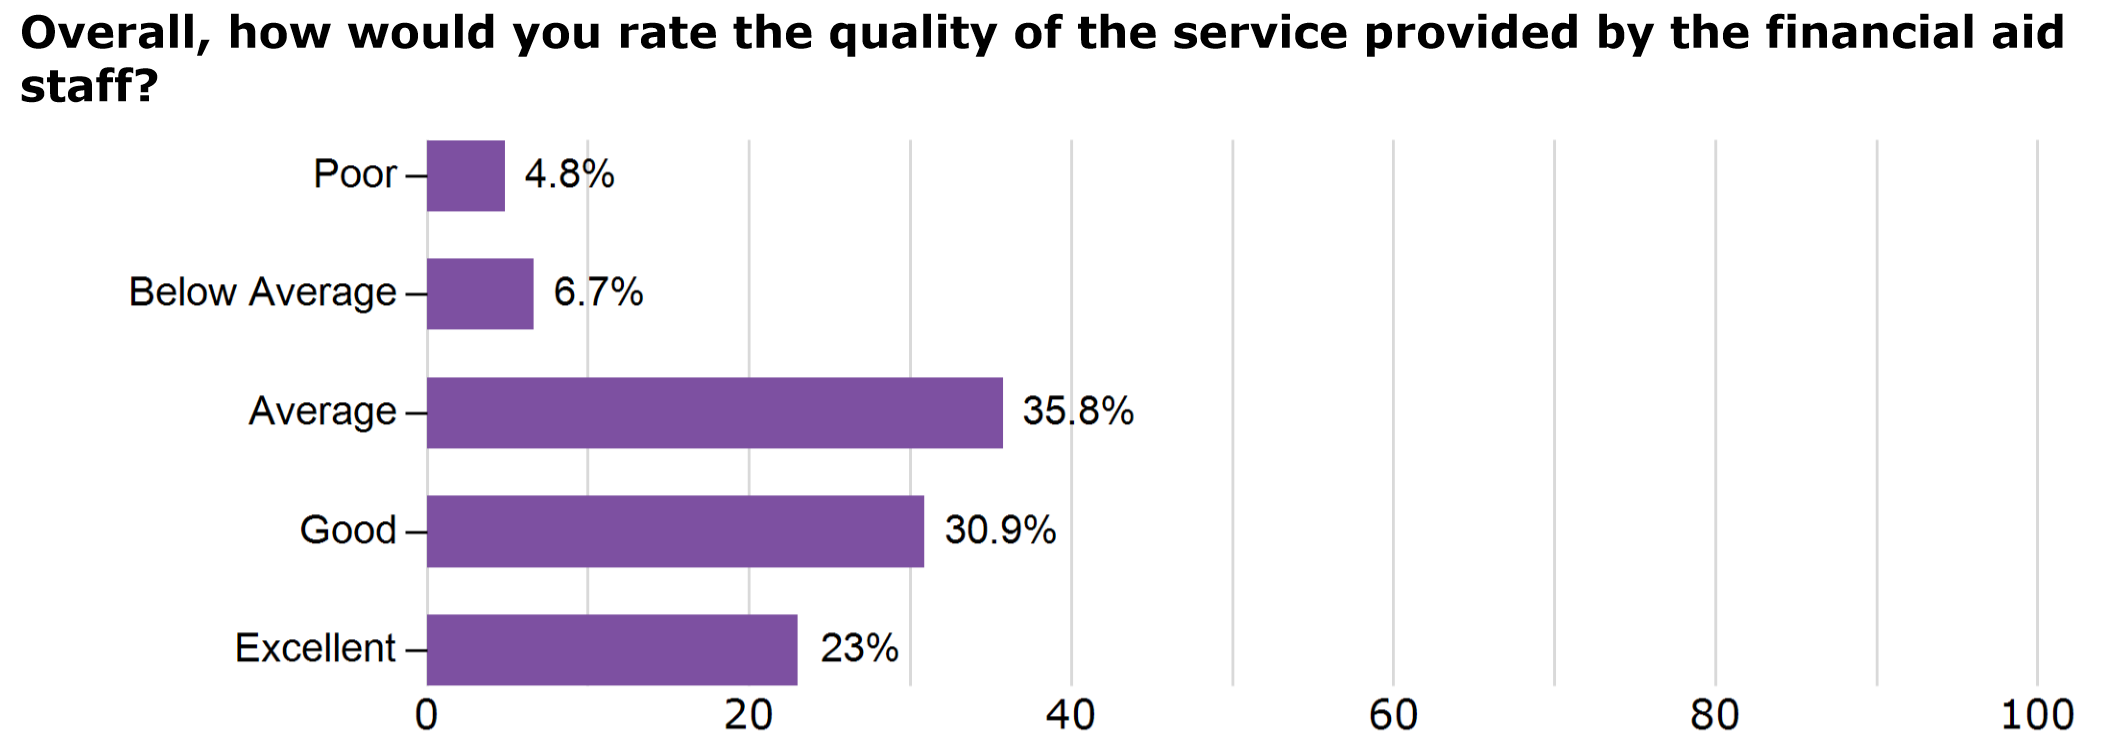 Overall, how would you rate the quality of the service provided by the financial aid
staff?
Poor 4.8%
Below Average 6.7%
Average 35.8%
Good 30.9%
Excellent 23%
0 20 40 60 80 100